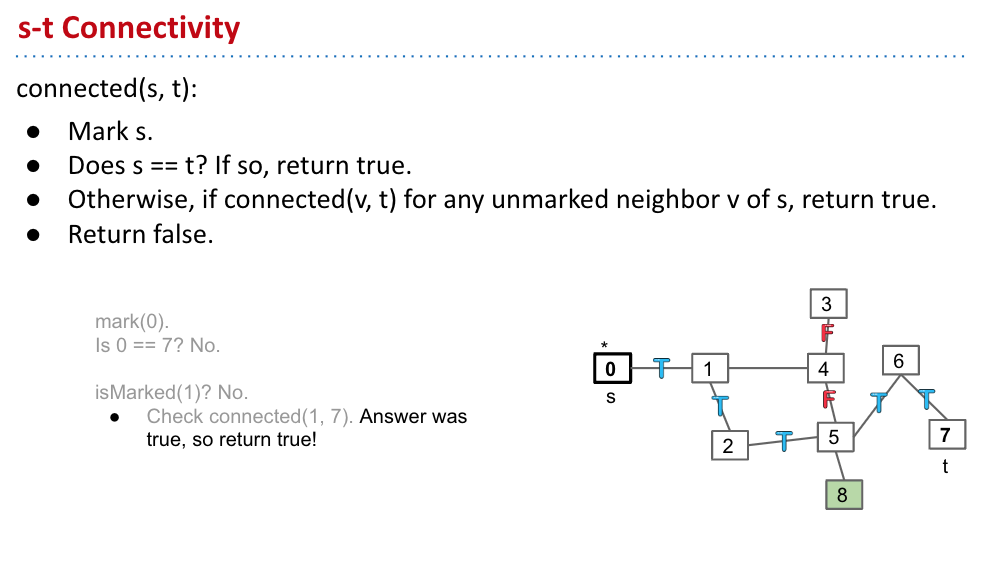 s-t Connectivity
connected(s, t):
● Mark s.
● Does s == t? If so, return true.
● Otherwise, if connected(v, t) for any unmarked neighbor v of s, return true.
● Return false.
mark(0).
Is 0 == 7? No.
isMarked(1)? No.
● Check connected(1, 7). Answer was
true, so return true!
3
F
*
0 T 1 4 6
s
T F T T
2 T 5 7
t
8